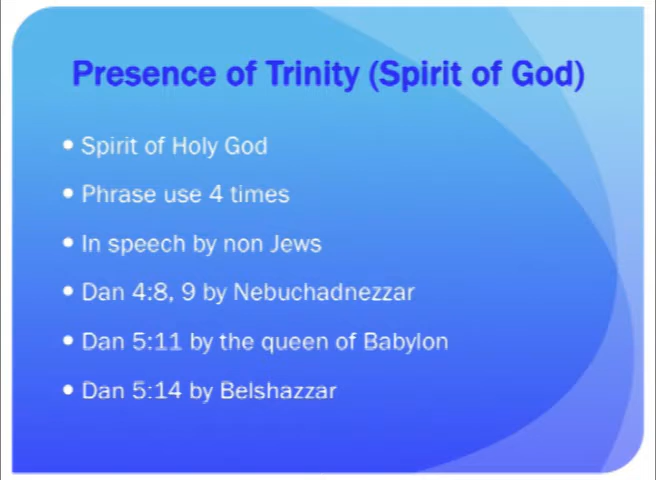 Presence of Trinity (Spirit of God)
• Spirit of Holy God
• Phrase use 4 times
• In speech by non Jews
• Dan 4:8, 9 by Nebuchadnezzar
• Dan 5:11 by the queen of Babylon
• Dan 5:14 by Belshazzar